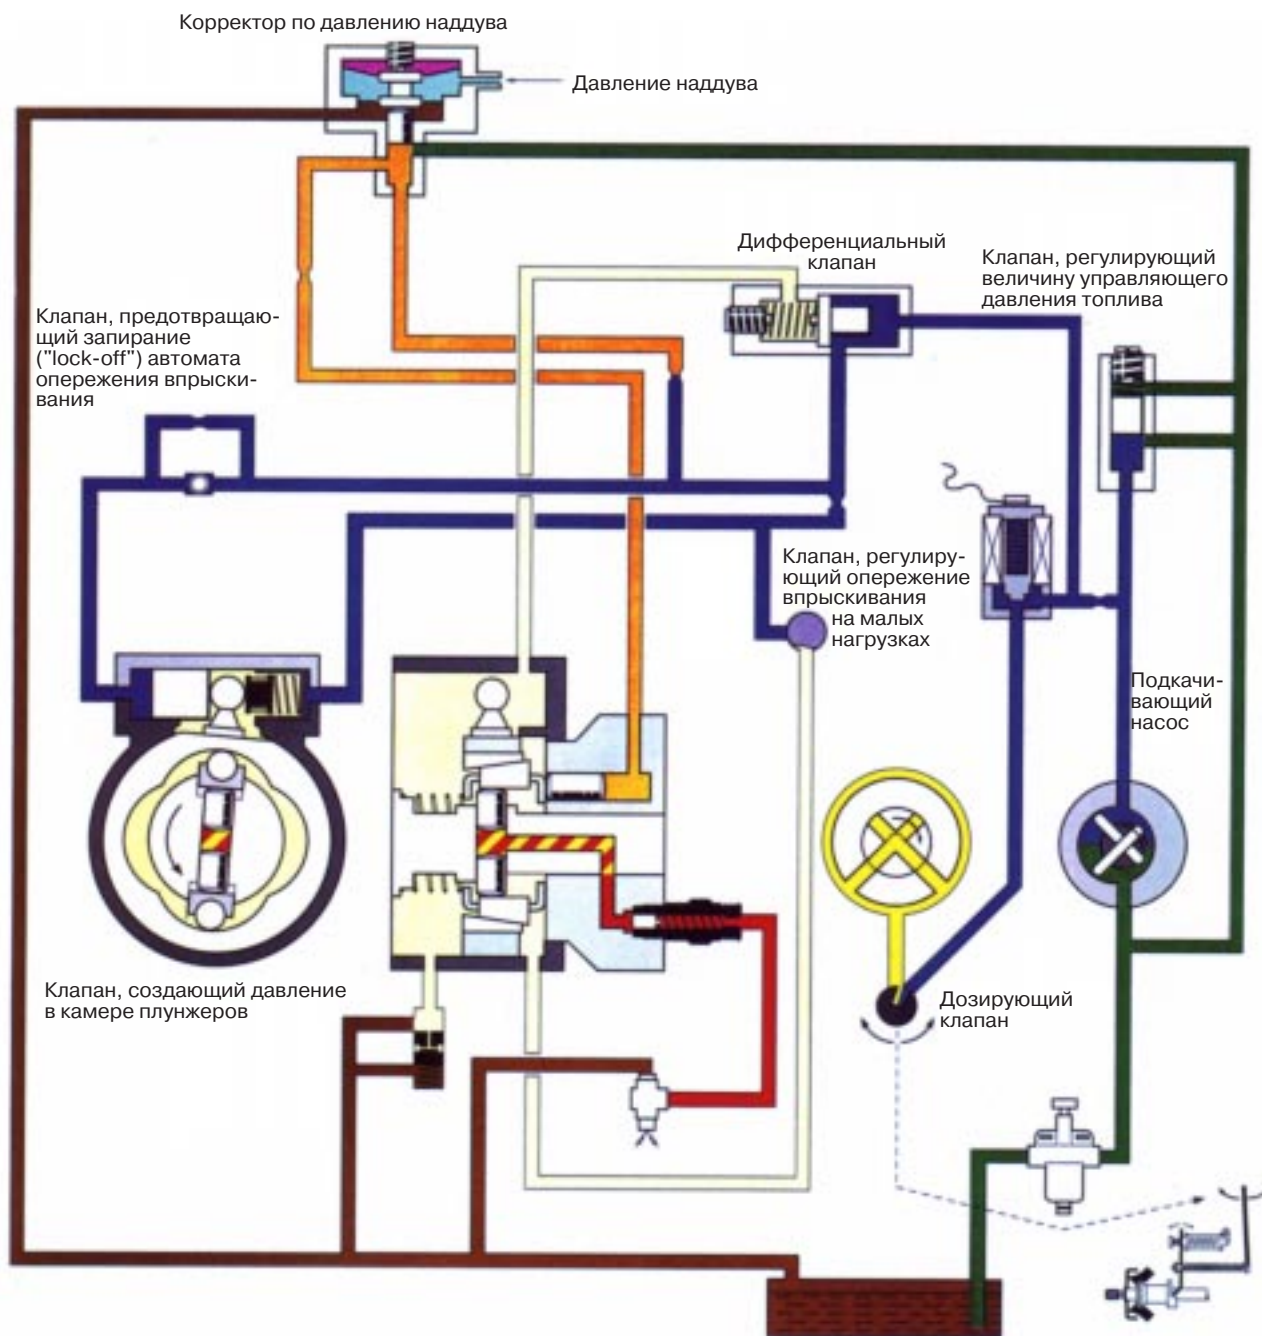 Корректор по давлению наддува
Давление наддува
Дифференциальный
клапан
Клапан, регулирующий
величину управляющего
давления топлива
Клапан, предотвращаю-
щий запирание
("lock-off") автомата
опережения впрыски-
вания
Клапан, регулиру-
ющий опережение
впрыскивания
на малых
нагрузках
Подкачи-
вающий
насос
Клапан, создающий давление
в камере плунжеров
Дозирующий
клапан